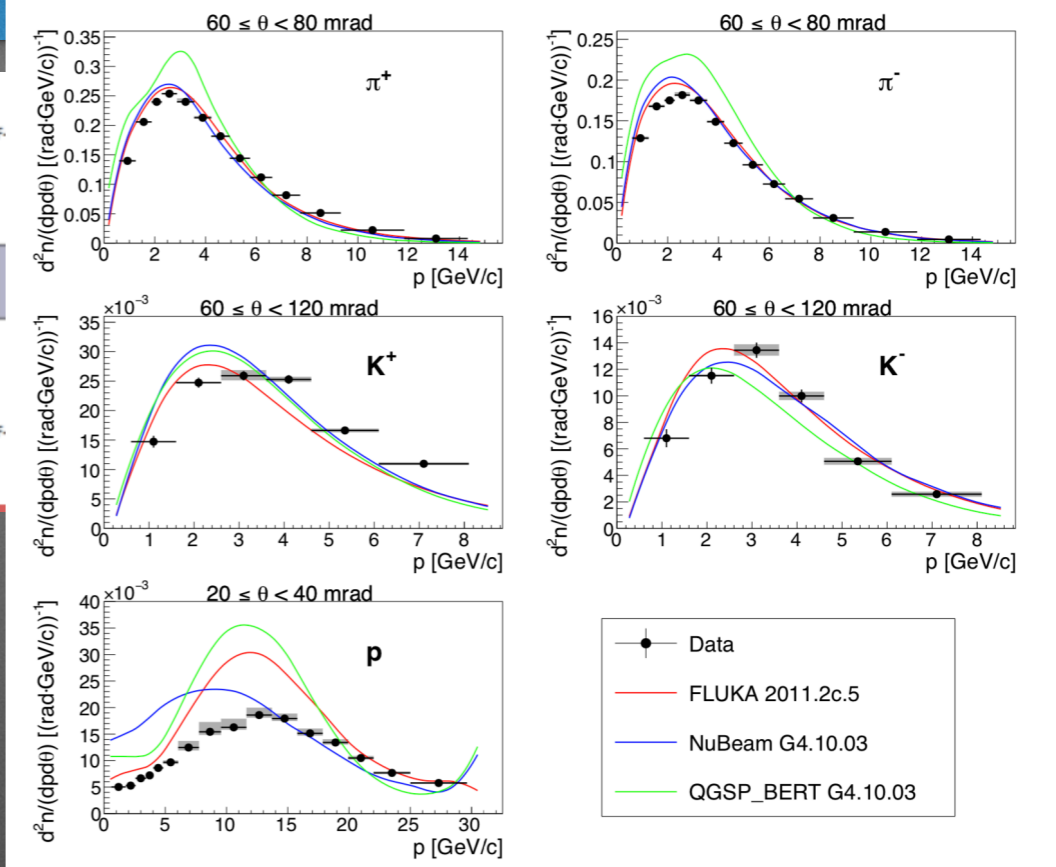 60 ≤ θ < 80 mrad
d²n/(dpdθ) [(rad·GeV/c))⁻¹]
0.35
0.3
0.25
0.2
0.15
0.1
0.05
0
π⁺
0 2 4 6 8 10 12 14
p [GeV/c]
60 ≤ θ < 80 mrad
d²n/(dpdθ) [(rad·GeV/c))⁻¹]
0.25
0.2
0.15
0.1
0.05
0
π⁻
0 2 4 6 8 10 12 14
p [GeV/c]
×10⁻³
60 ≤ θ < 120 mrad
d²n/(dpdθ) [(rad·GeV/c))⁻¹]
35
30
25
20
15
10
5
0
K⁺
0 1 2 3 4 5 6 7 8
p [GeV/c]
×10⁻³
60 ≤ θ < 120 mrad
d²n/(dpdθ) [(rad·GeV/c))⁻¹]
16
14
12
10
8
6
4
2
0
K⁻
0 1 2 3 4 5 6 7 8
p [GeV/c]
×10⁻³
20 ≤ θ < 40 mrad
d²n/(dpdθ) [(rad·GeV/c))⁻¹]
40
35
30
25
20
15
10
5
0
p
0 5 10 15 20 25 30
p [GeV/c]
Data
FLUKA 2011.2c.5
NuBeam G4.10.03
QGSP_BERT G4.10.03